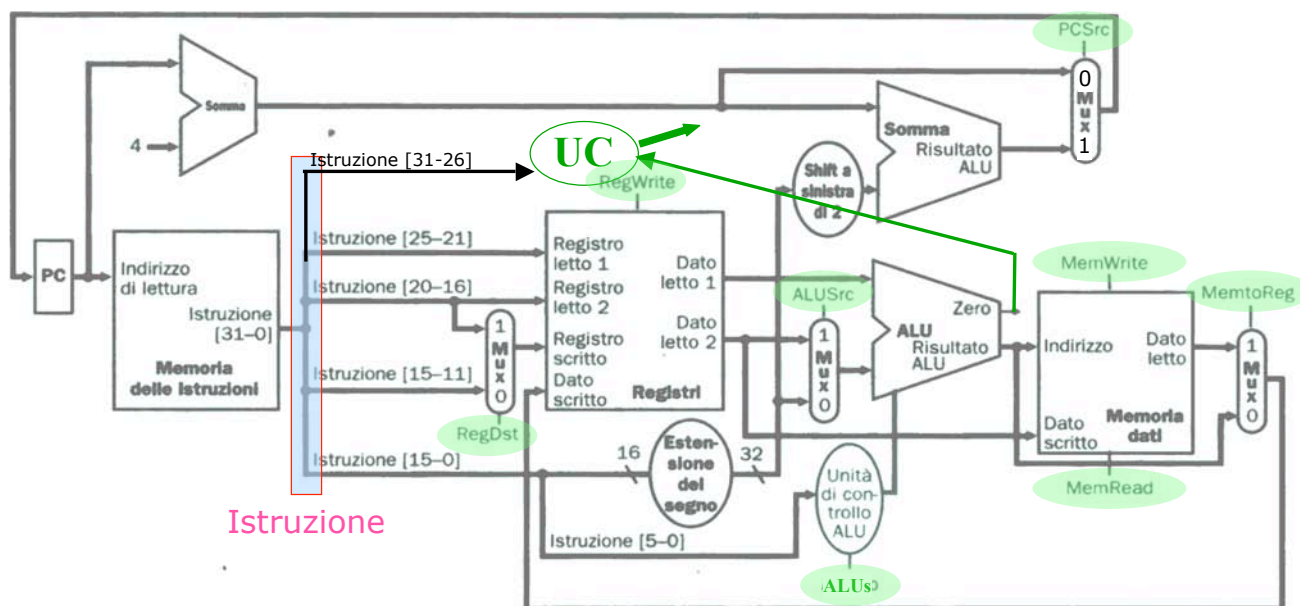 PCSrc
0
Mux
1
Somma
4
Istruzione [31-26]
UC
RegWrite
Somma
Risultato
ALU
Shift a
sinistra
di 2
PC
Indirizzo
di lettura
Istruzione
[31–0]
Memoria
delle Istruzioni
Istruzione [25–21]
Istruzione [20–16]
Istruzione [15–11]
Istruzione [15–0]
Istruzione [5–0]
Istruzione
1
Mux
0
RegDst
Registro
letto 1
Registro
letto 2
Registro
scritto
Dato
scritto
Dato
letto 1
Dato
letto 2
Registri
16
Esten-
sione
del
segno
32
ALUSrc
1
Mux
0
Zero
ALU
Risultato
ALU
Unità
di con-
trollo
ALU
ALUs
MemWrite
Indirizzo
Dato
letto
Dato
scritto
Memoria
dati
MemRead
MemtoReg
1
Mux
0